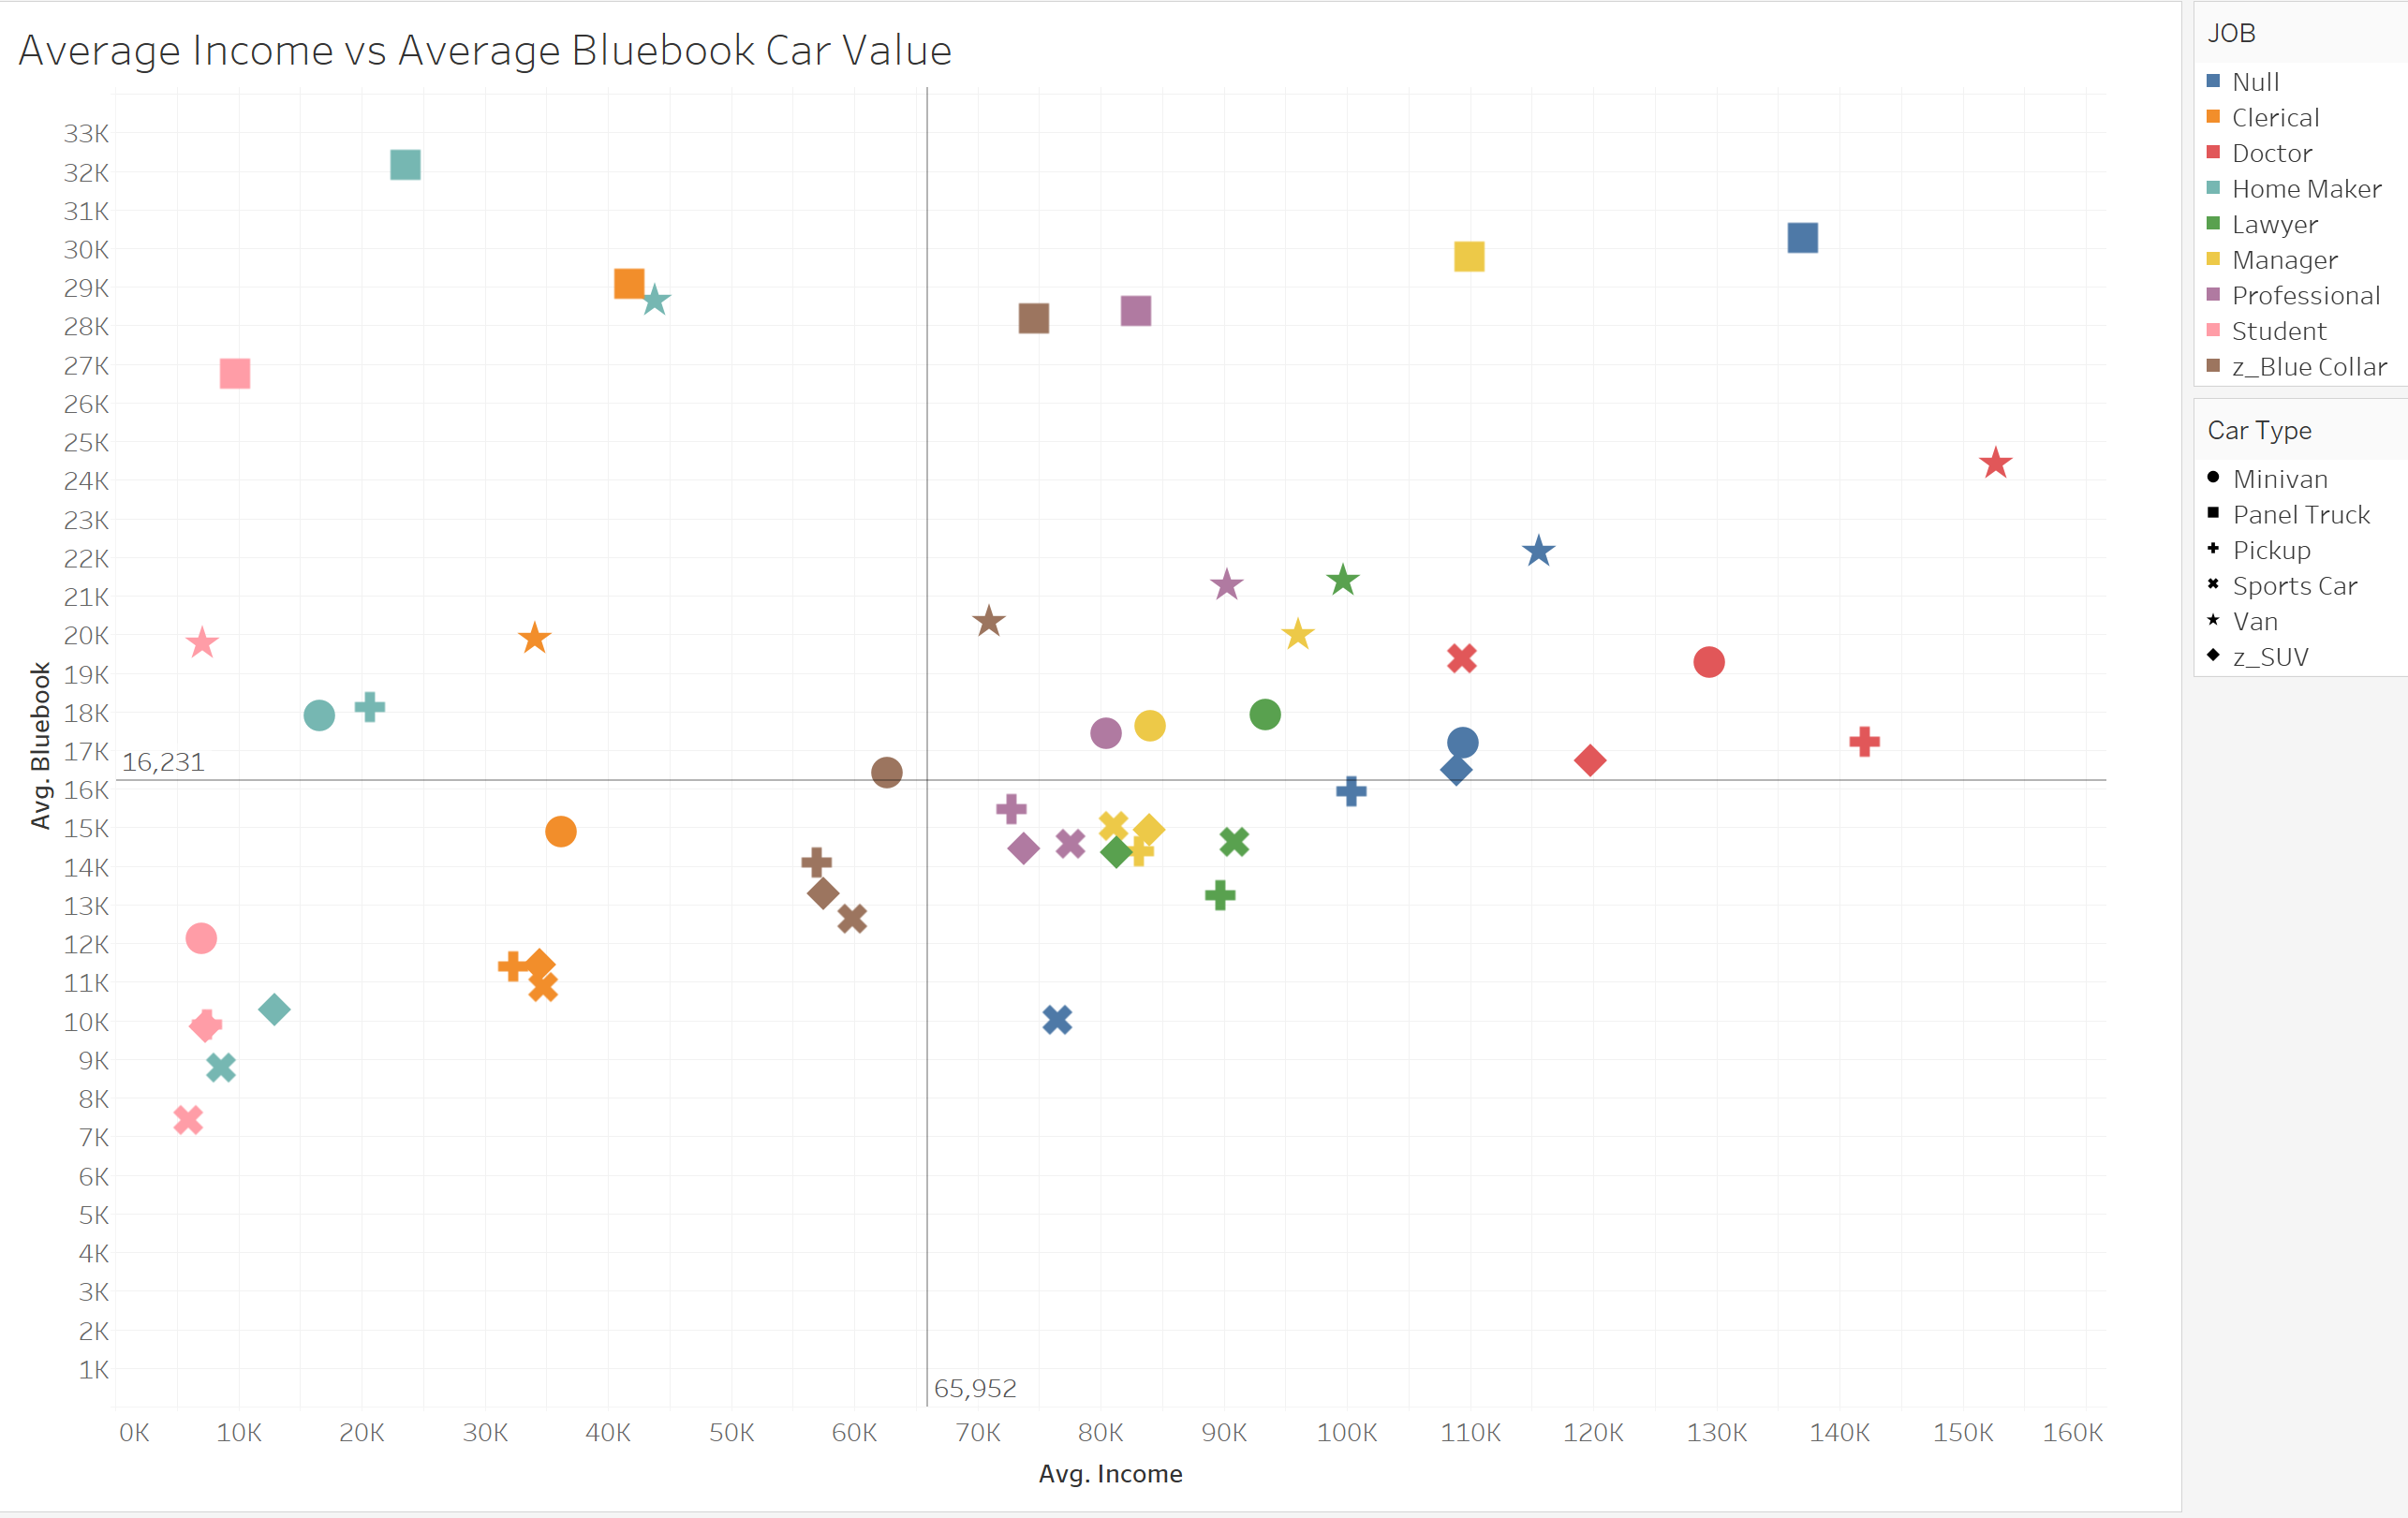 Average Income vs Average Bluebook Car Value
33K
32K
31K
30K
29K
28K
27K
26K
25K
24K
23K
22K
21K
20K
19K
18K
17K
16K
15K
14K
13K
12K
11K
10K
9K
8K
7K
6K
5K
4K
3K
2K
1K
Avg. Bluebook
16,231
65,952
0K 10K 20K 30K 40K 50K 60K 70K 80K 90K 100K 110K 120K 130K 140K 150K 160K
Avg. Income
JOB
Null
Clerical
Doctor
Home Maker
Lawyer
Manager
Professional
Student
z_Blue Collar
Car Type
Minivan
Panel Truck
Pickup
Sports Car
Van
z_SUV